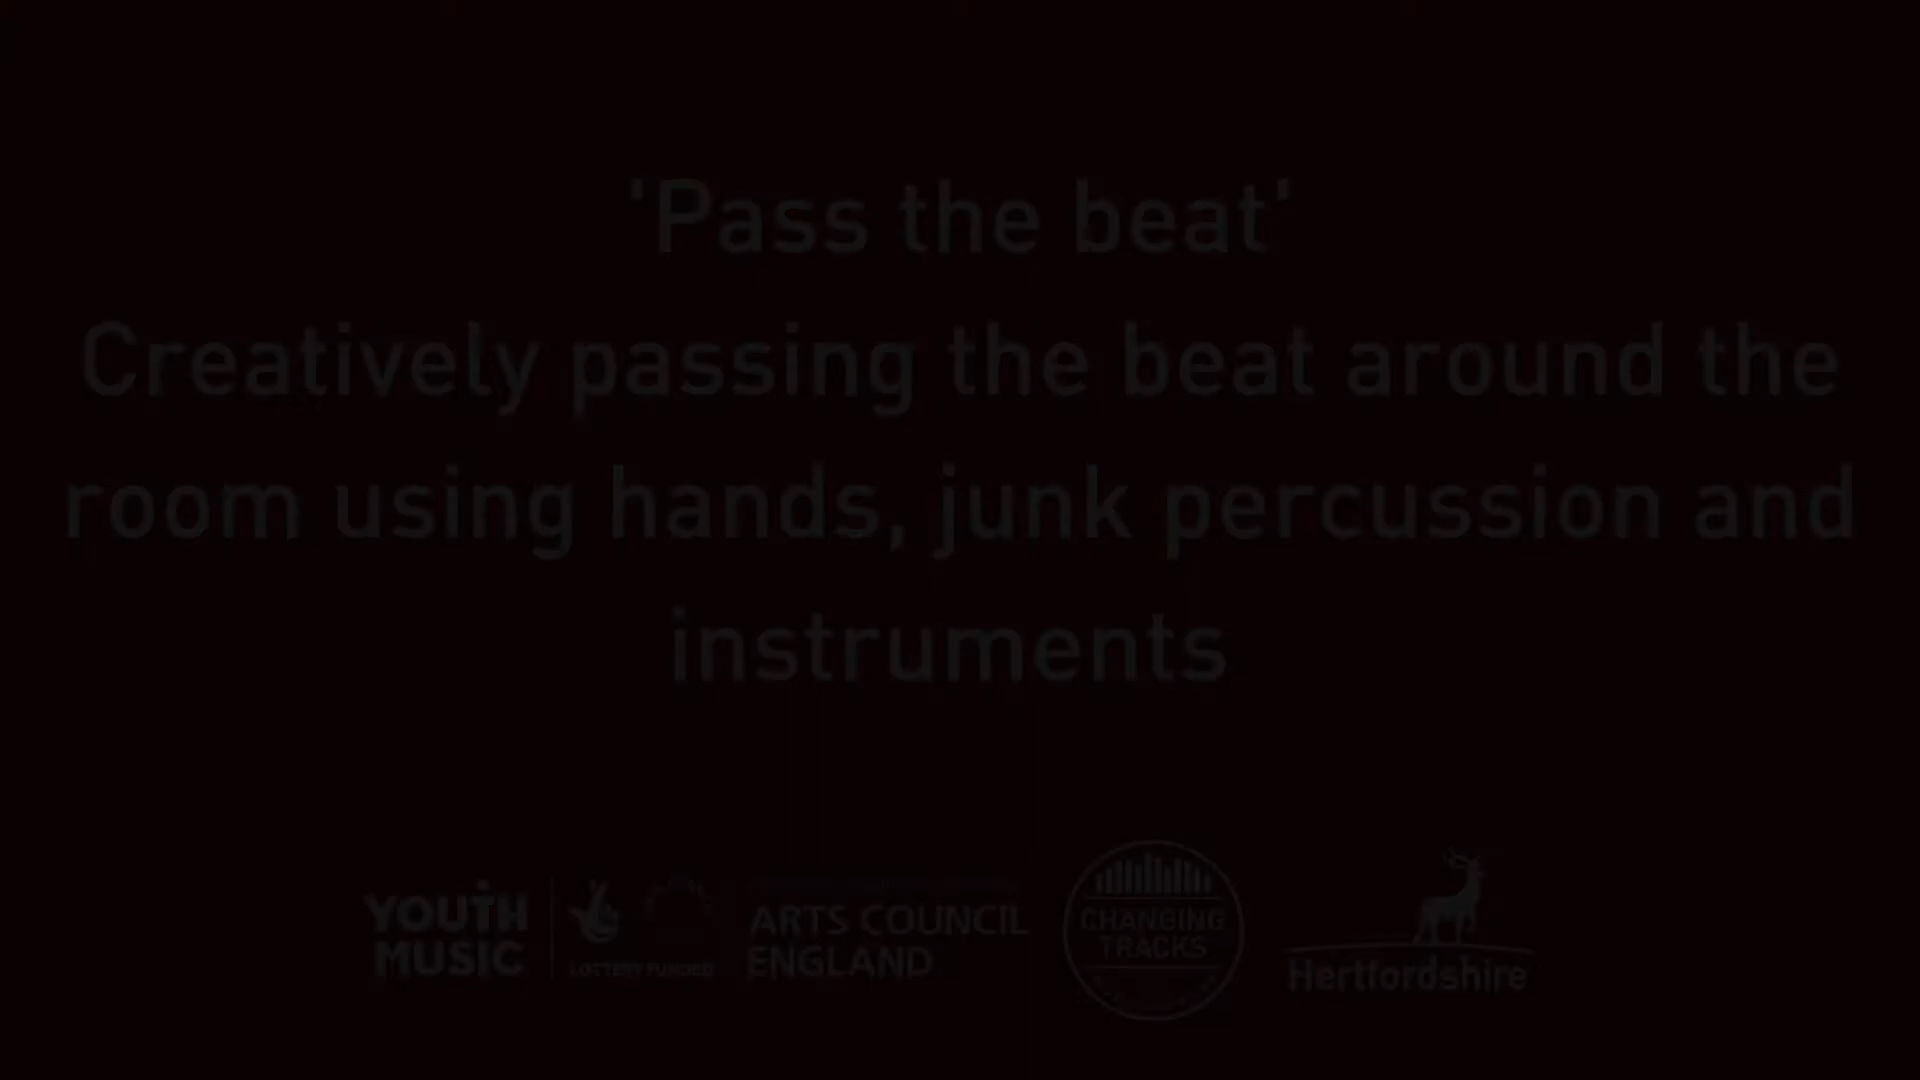 'Pass the beat'
Creatively passing the beat around the
room using hands, junk percussion and
instruments
YOUTH
MUSIC
LOTTERY FUNDED
ARTS COUNCIL
ENGLAND
CHANGING
TRACKS
Hertfordshire